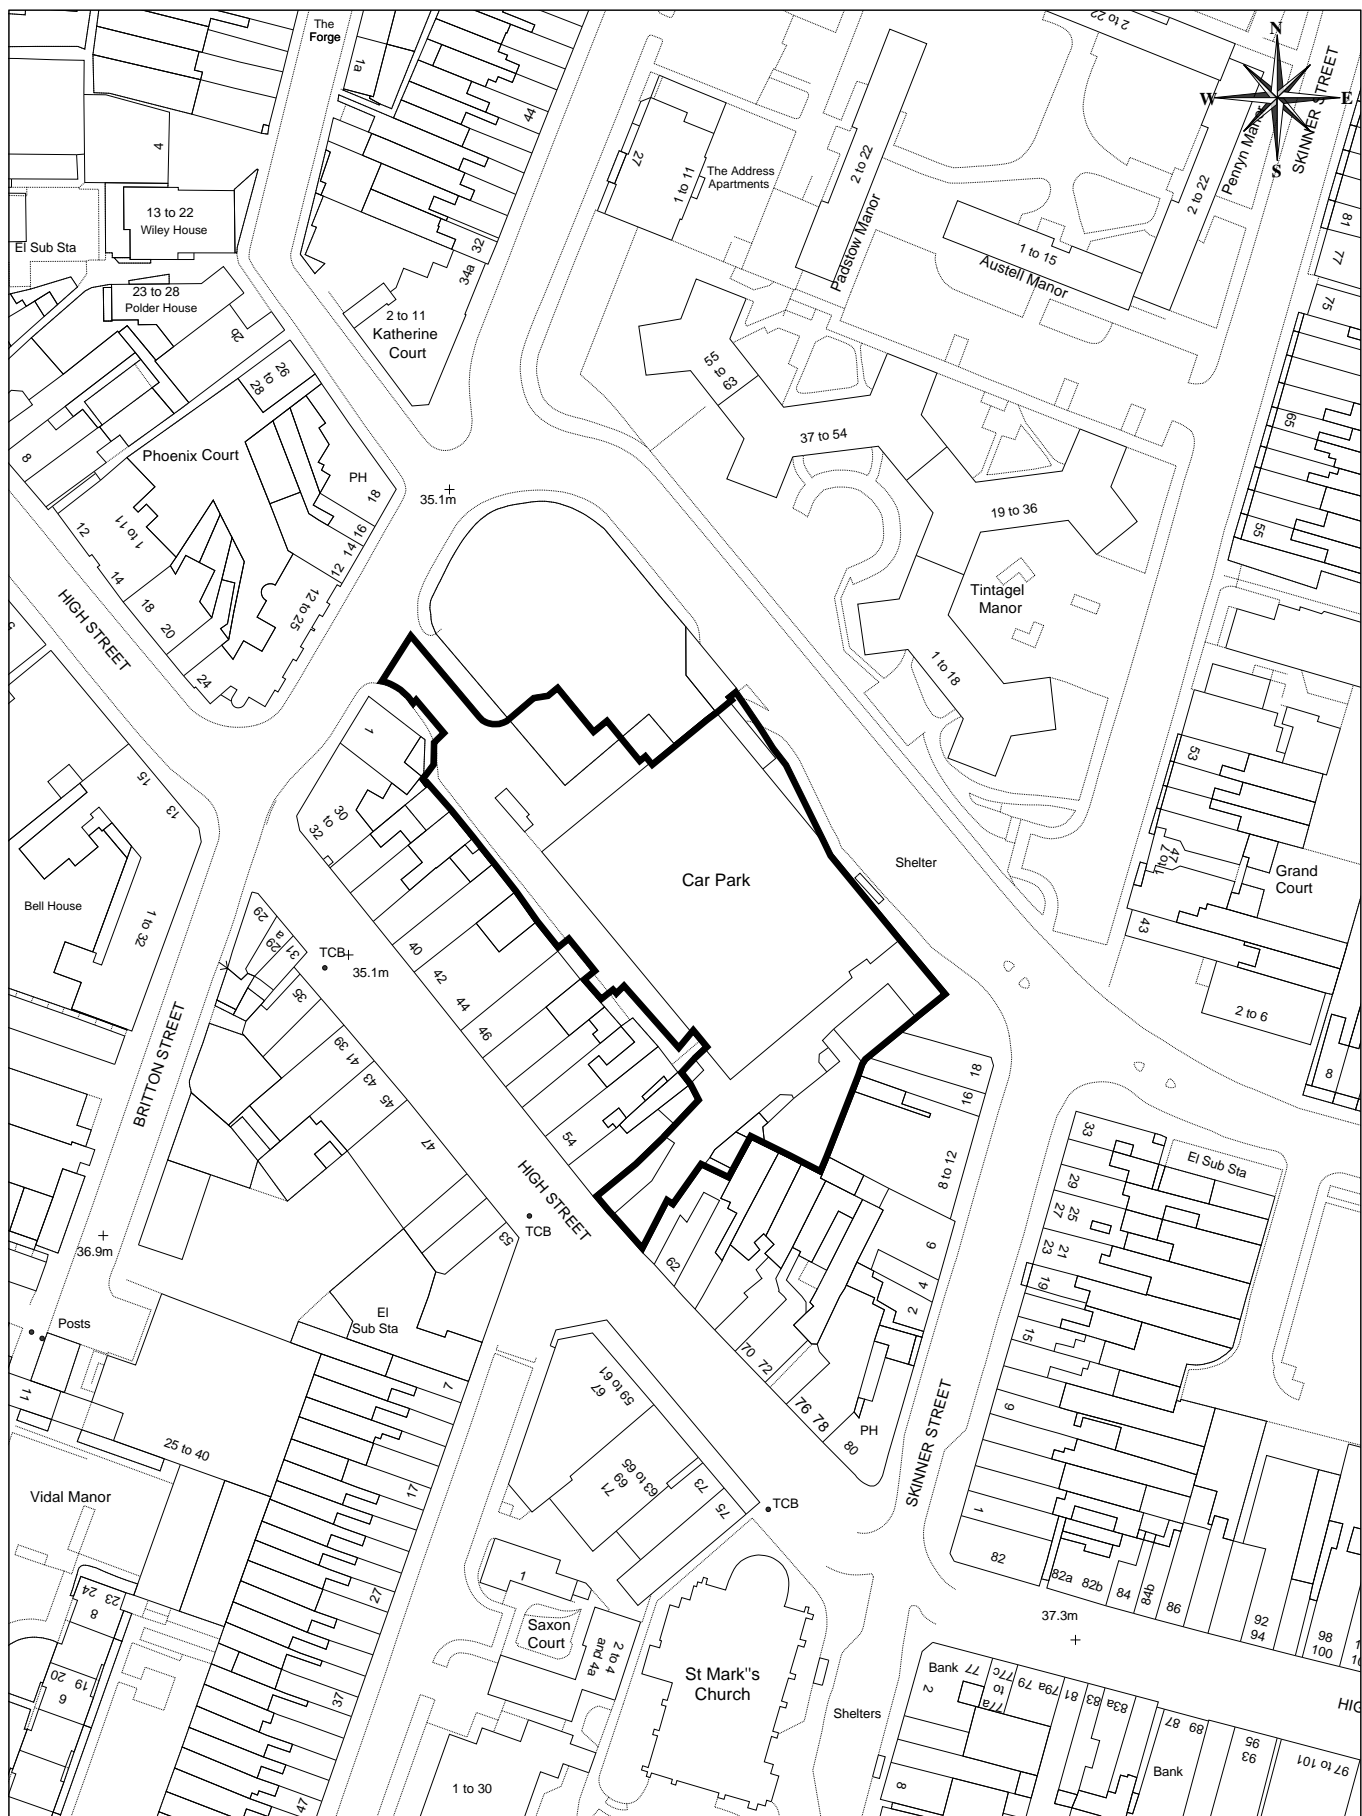 The
Forge
1a
44
2 to 22
N
W
E
S
SKINNER STREET
4
27
1 to 11
The Address
Apartments
2 to 22
Padstow Manor
2 to 22
Penryn Manor
13 to 22
Wiley House
El Sub Sta
32
34a
1 to 15
Austell Manor
81
77
75
23 to 28
Polder House
2b
2 to 11
Katherine
Court
26
to
28
55
to
63
37 to 54
65
8
Phoenix Court
PH
18
35.1m
16
14
12
12
1 to 11
14
18
20
24
12 to 25
19 to 36
55
Tintagel
Manor
1 to 18
HIGH STREET
15
13
1
30
to
32
53
Car Park
Shelter
47
Grand
Court
43
Bell House
1 to 32
29
29
a
31
TCB
35.1m
35
40
42
44
46
2 to 6
8
BRITTON STREET
39
41
43
45
47
54
18
16
8 to 12
33
El Sub Sta
29
25
27
21
23
19
15
HIGH STREET
TCB
53
36.9m
62
6
4
2
El
Sub Sta
Posts
70
72
76
78
80
PH
9
11
7
59 to 61
67
25 to 40
17
63 to 65
69
71
73
75
TCB
SKINNER STREET
1
82
82a
82b
84
84b
86
92
94
98
100
Vidal Manor
23
24
8
27
1
Saxon
Court
2 to 4
and 4a
37.3m
19
20
6
37
St Mark"s
Church
Shelters
Bank
2
77
77c
to
77a
79
79a
81
83
83a
87
89
93
95
97 to 101
HIG
Bank
8
47
1 to 30